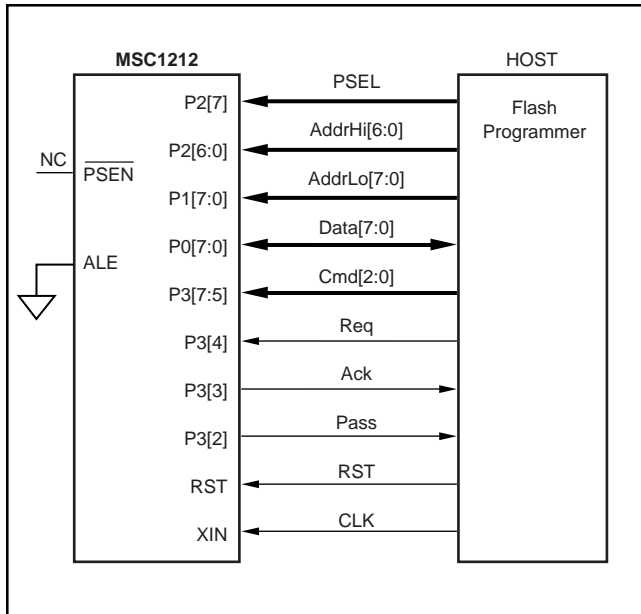 MSC1212 HOST
P2[7] PSEL Flash
Programmer
P2[6:0] AddrHi[6:0]
NC PSEN
P1[7:0] AddrLo[7:0]
P0[7:0] Data[7:0]
ALE
P3[7:5] Cmd[2:0]
P3[4] Req
P3[3] Ack
P3[2] Pass
RST RST
XIN CLK